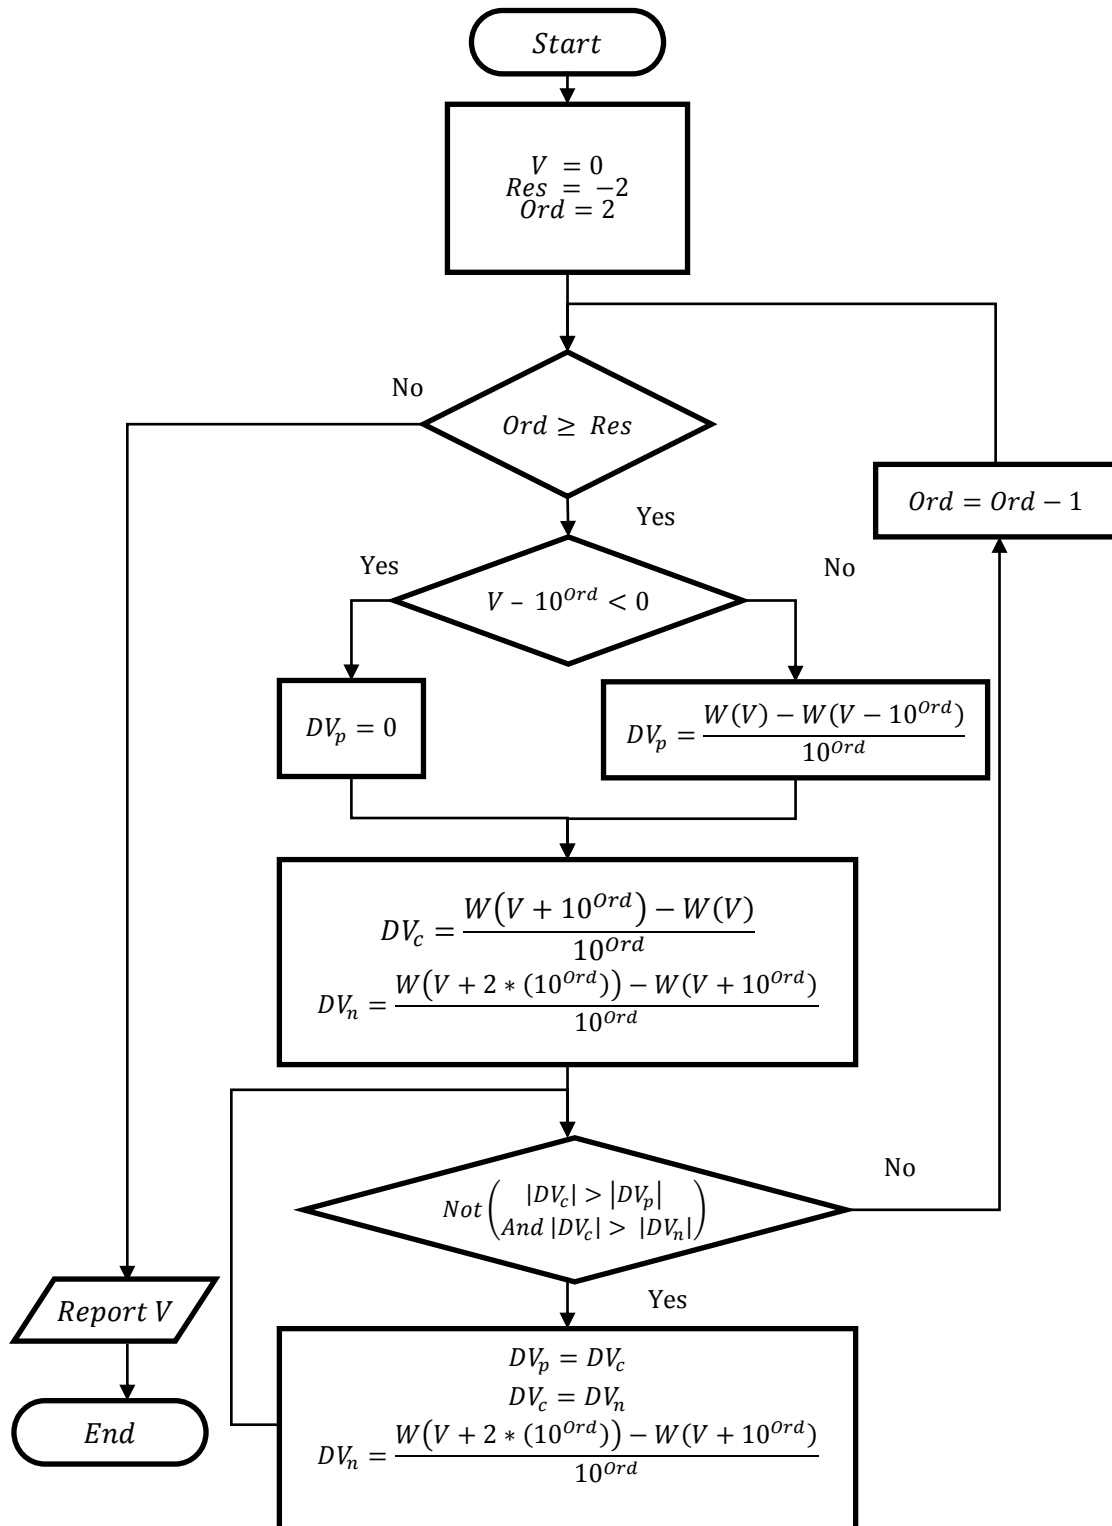 Start
V = 0
Res = −2
Ord = 2
No
Ord ≥ Res
Ord = Ord − 1
Yes
Yes
No
V – 10^Ord < 0
DV_p = 0
DV_p = (W(V) − W(V − 10^Ord)) / 10^Ord
DV_c = (W(V + 10^Ord) − W(V)) / 10^Ord
DV_n = (W(V + 2 * (10^Ord)) − W(V + 10^Ord)) / 10^Ord
No
Not ( |DV_c| > |DV_p|
And |DV_c| > |DV_n| )
Yes
Report V
DV_p = DV_c
DV_c = DV_n
DV_n = (W(V + 2 * (10^Ord)) − W(V + 10^Ord)) / 10^Ord
End